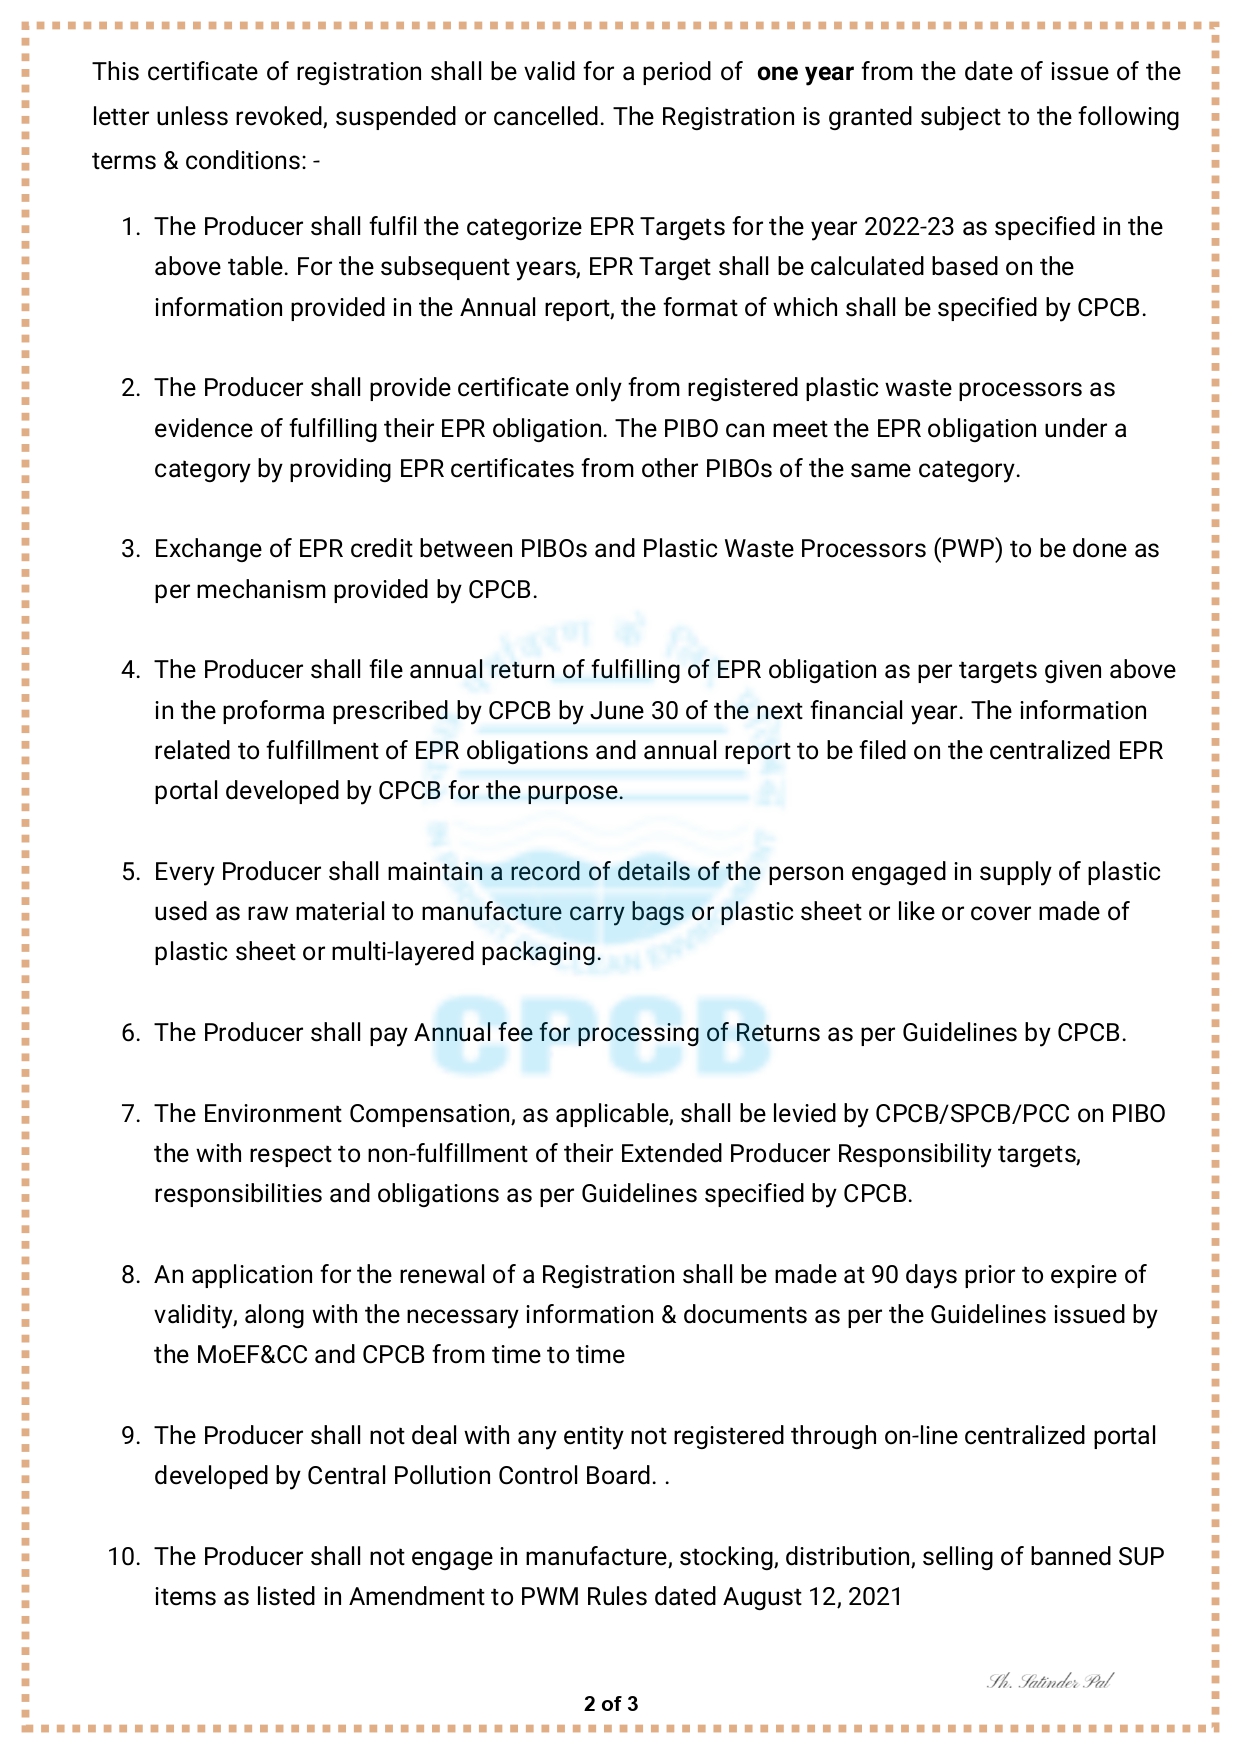 This certificate of registration shall be valid for a period of one year from the date of issue of the
letter unless revoked, suspended or cancelled. The Registration is granted subject to the following
terms & conditions: -
1. The Producer shall fulfil the categorize EPR Targets for the year 2022-23 as specified in the
above table. For the subsequent years, EPR Target shall be calculated based on the
information provided in the Annual report, the format of which shall be specified by CPCB.
2. The Producer shall provide certificate only from registered plastic waste processors as
evidence of fulfilling their EPR obligation. The PIBO can meet the EPR obligation under a
category by providing EPR certificates from other PIBOs of the same category.
3. Exchange of EPR credit between PIBOs and Plastic Waste Processors (PWP) to be done as
per mechanism provided by CPCB.
4. The Producer shall file annual return of fulfilling of EPR obligation as per targets given above
in the proforma prescribed by CPCB by June 30 of the next financial year. The information
related to fulfillment of EPR obligations and annual report to be filed on the centralized EPR
portal developed by CPCB for the purpose.
5. Every Producer shall maintain a record of details of the person engaged in supply of plastic
used as raw material to manufacture carry bags or plastic sheet or like or cover made of
plastic sheet or multi-layered packaging.
CPCB
6. The Producer shall pay Annual fee for processing of Returns as per Guidelines by CPCB.
7. The Environment Compensation, as applicable, shall be levied by CPCB/SPCB/PCC on PIBO
the with respect to non-fulfillment of their Extended Producer Responsibility targets,
responsibilities and obligations as per Guidelines specified by CPCB.
8. An application for the renewal of a Registration shall be made at 90 days prior to expire of
validity, along with the necessary information & documents as per the Guidelines issued by
the MoEF&CC and CPCB from time to time
9. The Producer shall not deal with any entity not registered through on-line centralized portal
developed by Central Pollution Control Board. .
10. The Producer shall not engage in manufacture, stocking, distribution, selling of banned SUP
items as listed in Amendment to PWM Rules dated August 12, 2021
Sh. Satinder Pal
2 of 3